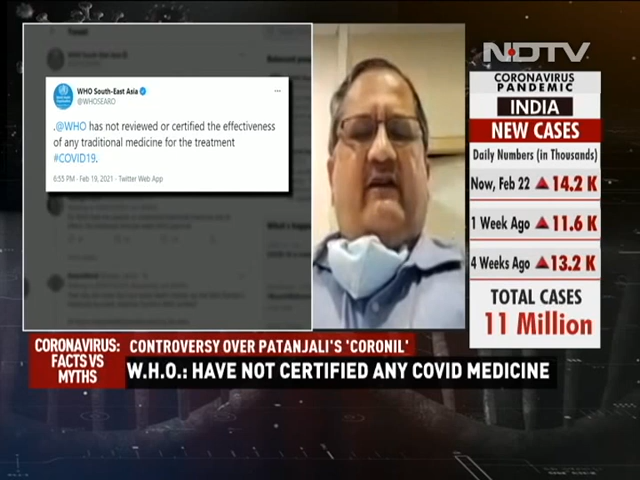 WHO South-East Asia
@WHOSEARO
.@WHO has not reviewed or certified the effectiveness
of any traditional medicine for the treatment
#COVID19.
6:55 PM · Feb 19, 2021 · Twitter Web App
NDTV
CORONAVIRUS
PANDEMIC
INDIA
NEW CASES
Daily Numbers (in Thousands)
Now, Feb 22 ▲14.2 K
1 Week Ago ▲11.6 K
4 Weeks Ago ▲13.2 K
TOTAL CASES
11 Million
CORONAVIRUS:
FACTS VS
MYTHS
CONTROVERSY OVER PATANJALI'S 'CORONIL'
W.H.O.: HAVE NOT CERTIFIED ANY COVID MEDICINE